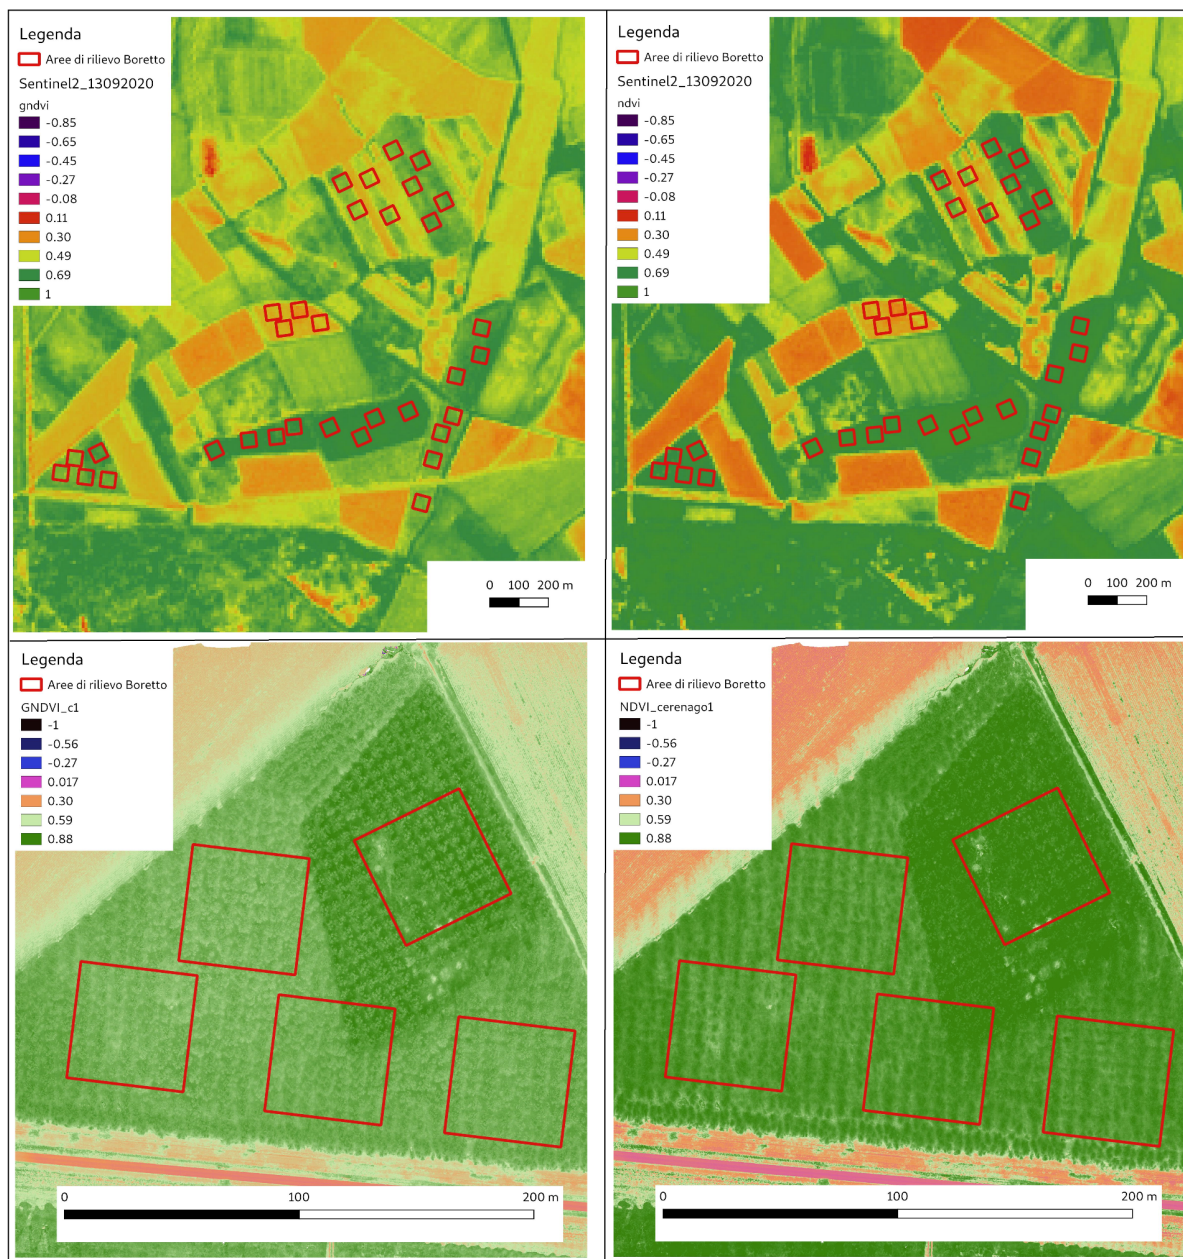 Legenda
Aree di rilievo Boretto
Sentinel2_13092020
gndvi
-0.85
-0.65
-0.45
-0.27
-0.08
0.11
0.30
0.49
0.69
1
0 100 200 m
Legenda
Aree di rilievo Boretto
Sentinel2_13092020
ndvi
-0.85
-0.65
-0.45
-0.27
-0.08
0.11
0.30
0.49
0.69
1
0 100 200 m
Legenda
Aree di rilievo Boretto
GNDVI_c1
-1
-0.56
-0.27
0.017
0.30
0.59
0.88
0 100 200 m
Legenda
Aree di rilievo Boretto
NDVI_cerenago1
-1
-0.56
-0.27
0.017
0.30
0.59
0.88
0 100 200 m